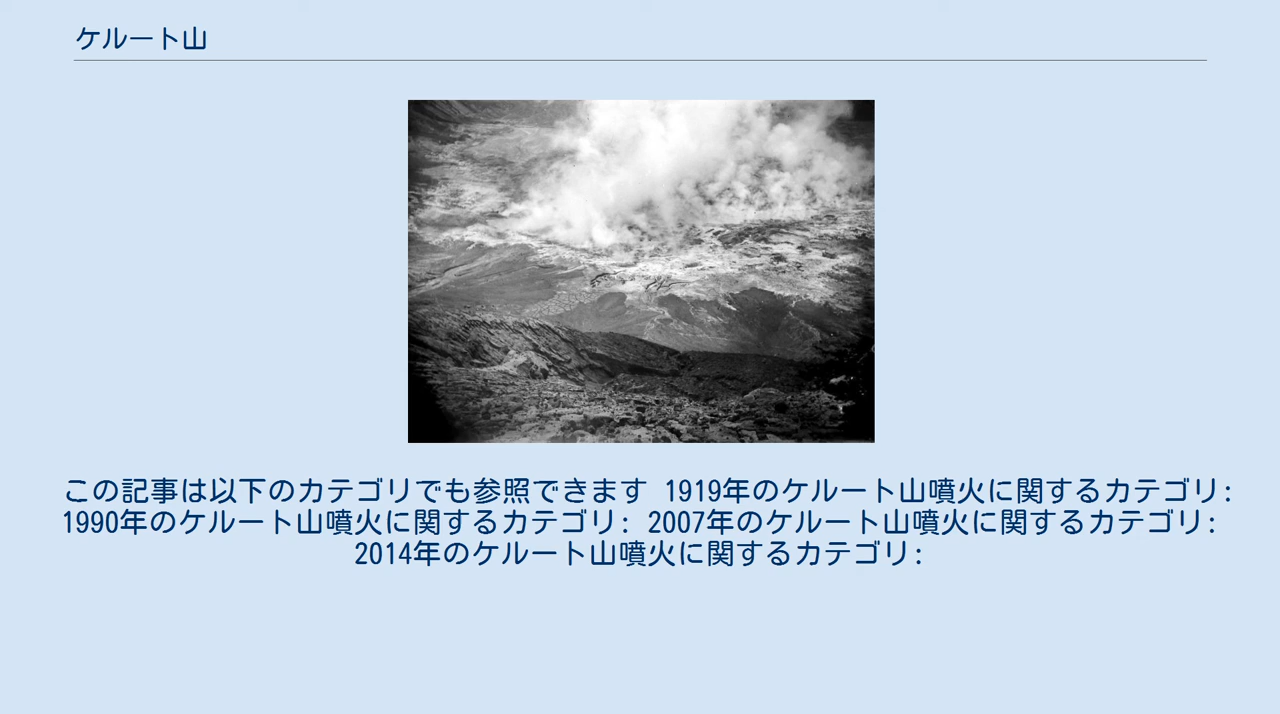 ケルート山
この記事は以下のカテゴリでも参照できます 1919年のケルート山噴火に関するカテゴリ:
1990年のケルート山噴火に関するカテゴリ: 2007年のケルート山噴火に関するカテゴリ:
2014年のケルート山噴火に関するカテゴリ: